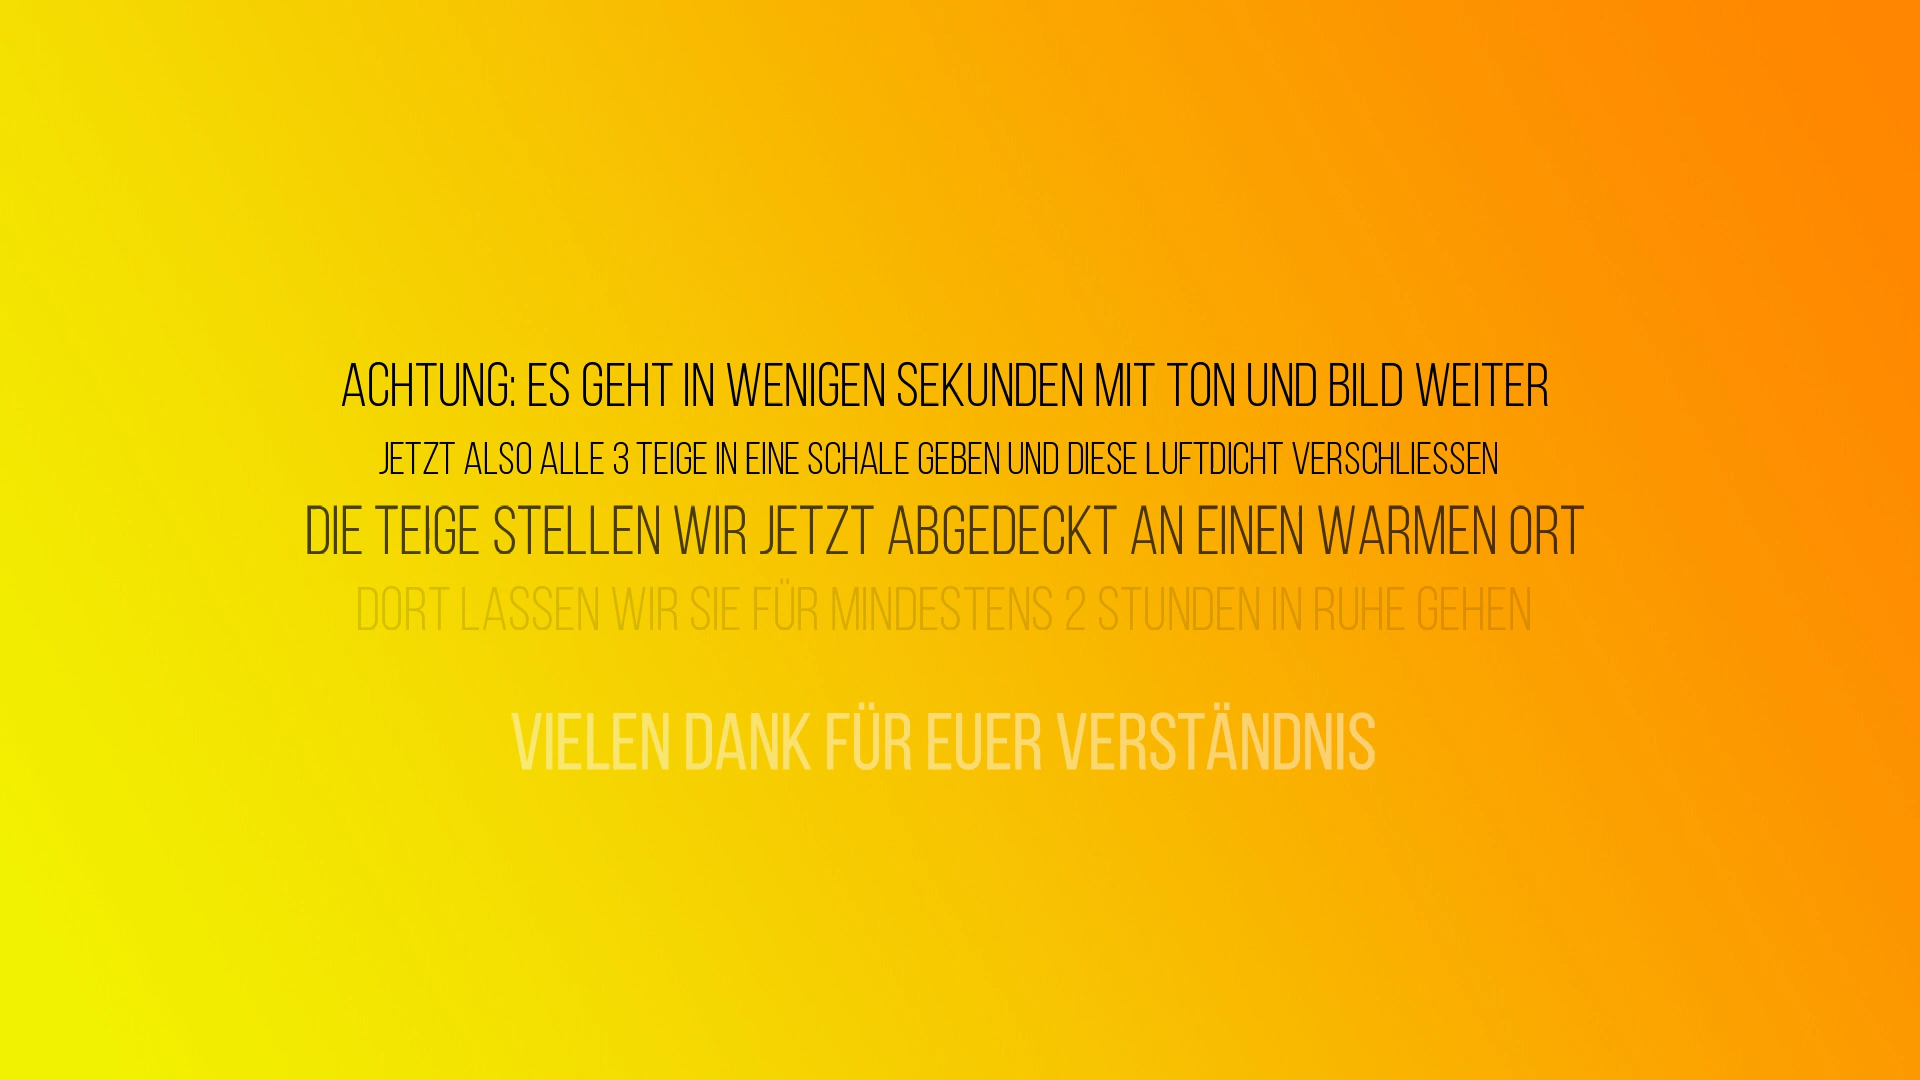 ACHTUNG: ES GEHT IN WENIGEN SEKUNDEN MIT TON UND BILD WEITER
JETZT ALSO ALLE 3 TEIGE IN EINE SCHALE GEBEN UND DIESE LUFTDICHT VERSCHLIESSEN
DIE TEIGE STELLEN WIR JETZT ABGEDECKT AN EINEN WARMEN ORT
DORT LASSEN WIR SIE FÜR MINDESTENS 2 STUNDEN IN RUHE GEHEN
VIELEN DANK FÜR EUER VERSTÄNDNIS